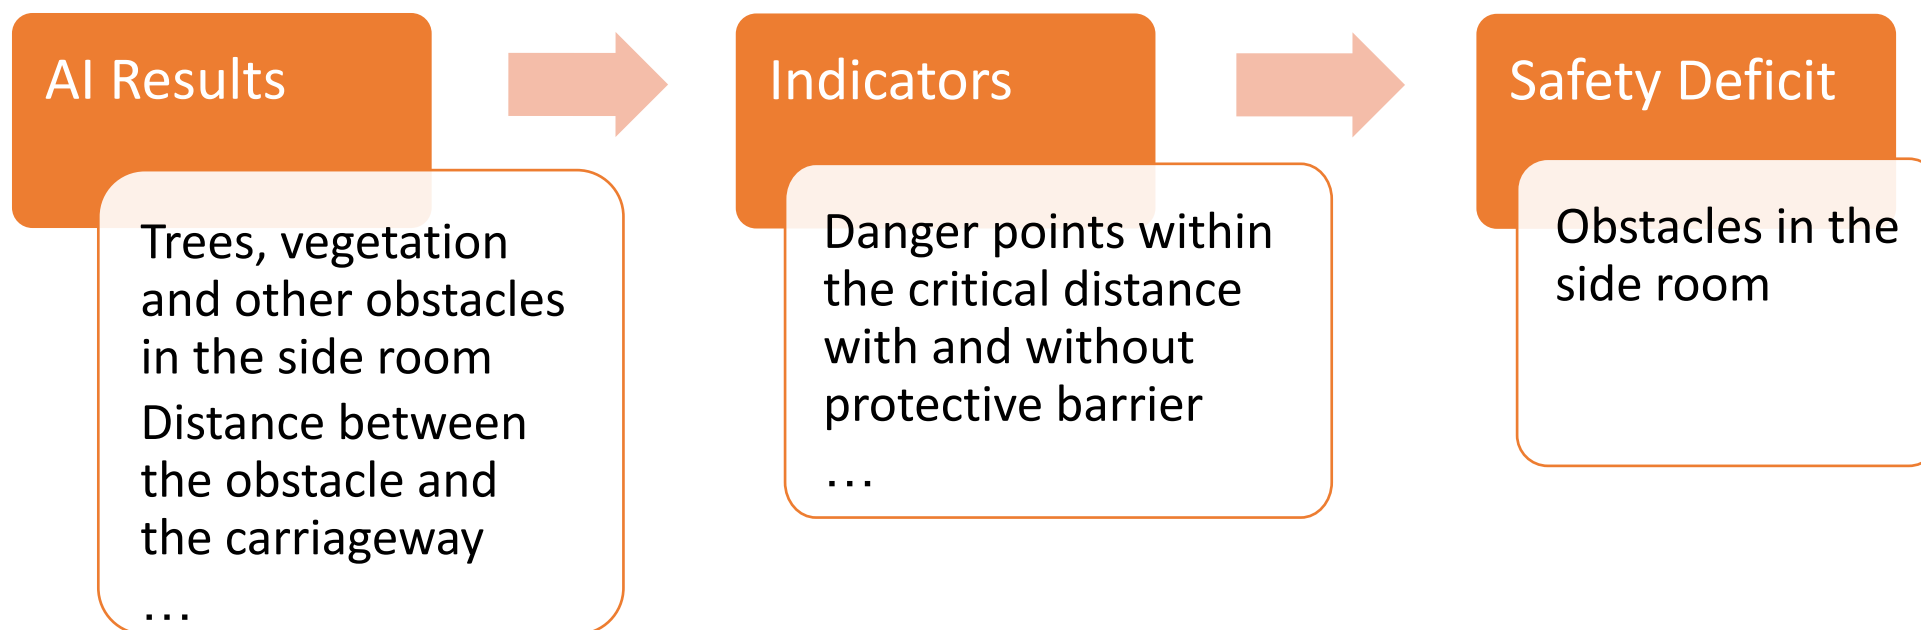 AI Results
Trees, vegetation
and other obstacles
in the side room
Distance between
the obstacle and
the carriageway
…
Indicators
Danger points within
the critical distance
with and without
protective barrier
…
Safety Deficit
Obstacles in the
side room